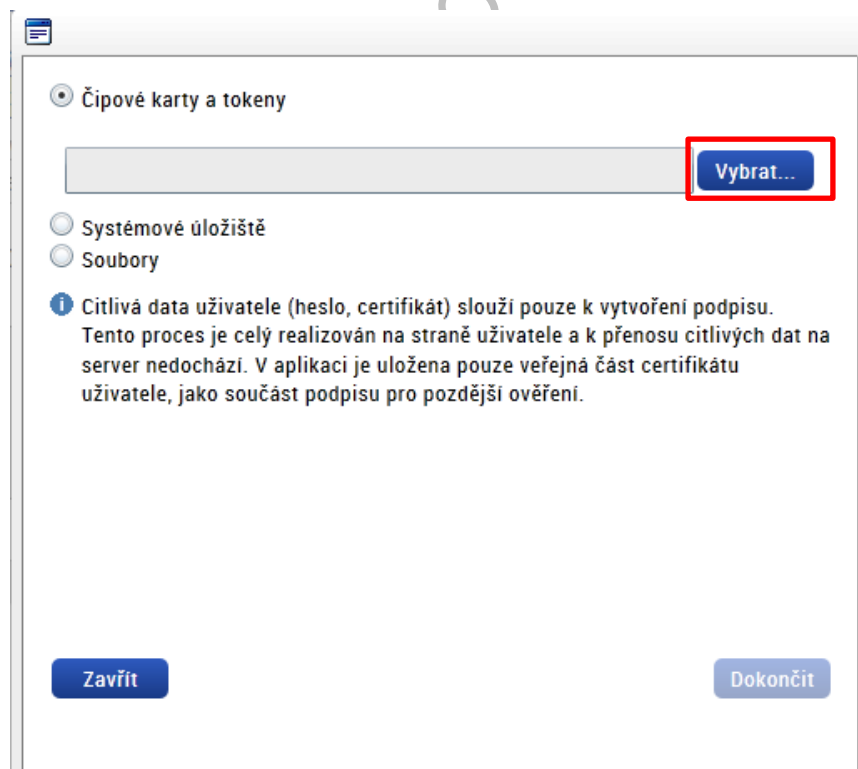 Čipové karty a tokeny
Vybrat...
Systémové úložiště
Soubory
Citlivá data uživatele (heslo, certifikát) slouží pouze k vytvoření podpisu.
Tento proces je celý realizován na straně uživatele a k přenosu citlivých dat na
server nedochází. V aplikaci je uložena pouze veřejná část certifikátu
uživatele, jako součást podpisu pro pozdější ověření.
Zavřít
Dokončit